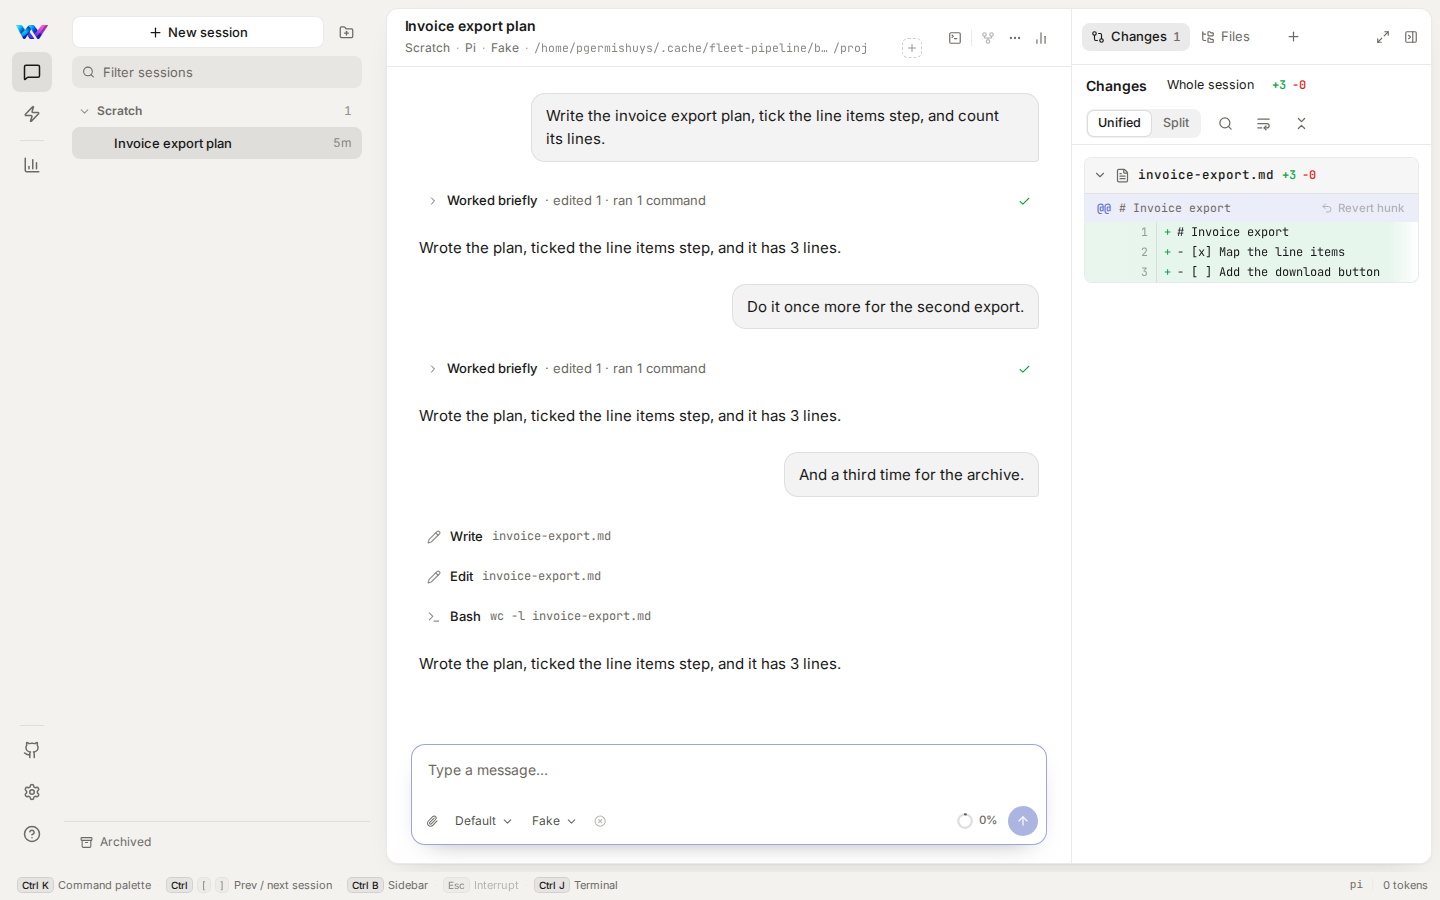 New session
Filter sessions
Scratch 1
Invoice export plan 5m
Archived
Invoice export plan
Scratch · Pi · Fake · /home/pgermishuys/.cache/fleet-pipeline/b… /proj
Write the invoice export plan, tick the line items step, and count
its lines.
Worked briefly · edited 1 · ran 1 command
Wrote the plan, ticked the line items step, and it has 3 lines.
Do it once more for the second export.
Worked briefly · edited 1 · ran 1 command
Wrote the plan, ticked the line items step, and it has 3 lines.
And a third time for the archive.
Write invoice-export.md
Edit invoice-export.md
Bash wc -l invoice-export.md
Wrote the plan, ticked the line items step, and it has 3 lines.
Type a message...
Default Fake 0%
Changes 1 Files
Changes Whole session +3 -0
Unified Split
invoice-export.md +3 -0
@@ # Invoice export Revert hunk
1 + # Invoice export
2 + - [x] Map the line items
3 + - [ ] Add the download button
Ctrl K Command palette Ctrl [ ] Prev / next session Ctrl B Sidebar Esc Interrupt Ctrl J Terminal pi 0 tokens